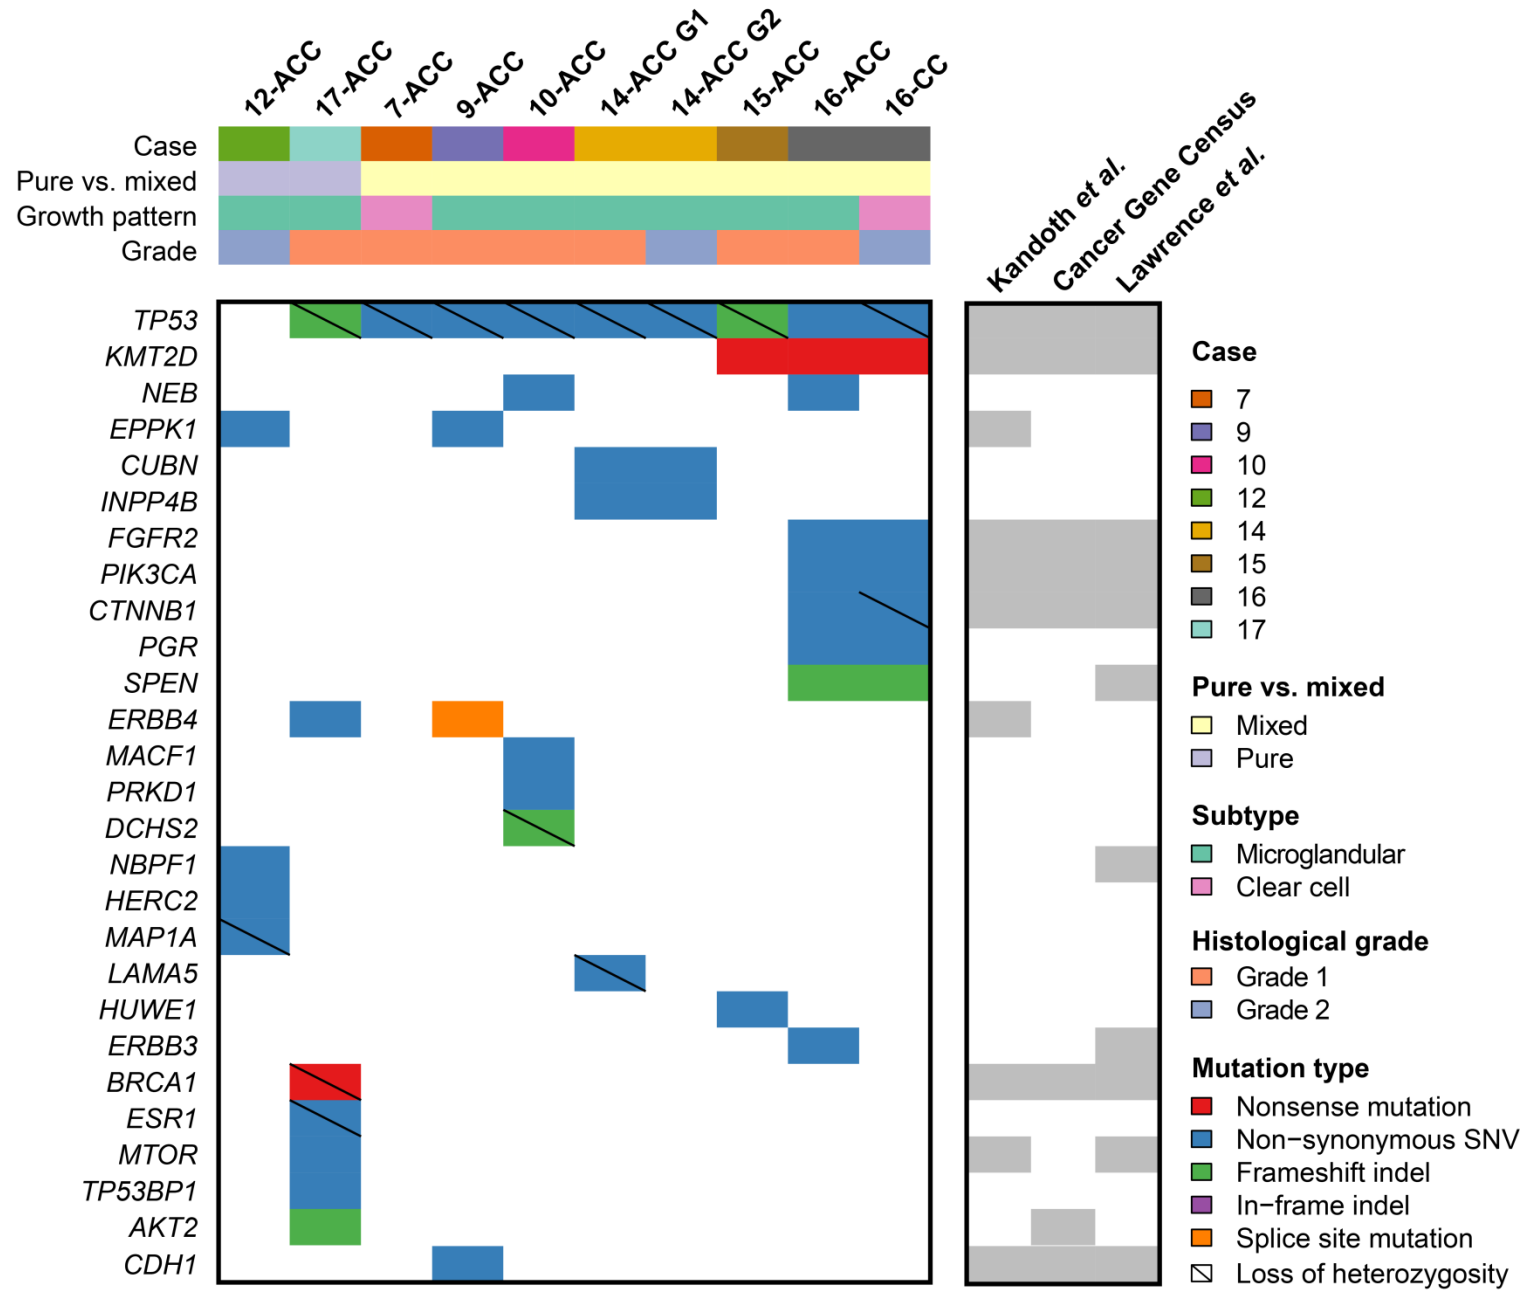 12-ACC
17-ACC
7-ACC
9-ACC
10-ACC
14-ACC G1
14-ACC G2
15-ACC
16-ACC
16-CC
Case
Pure vs. mixed
Growth pattern
Grade
Kandoth et al.
Cancer Gene Census
Lawrence et al.
TP53
KMT2D
NEB
EPPK1
CUBN
INPP4B
FGFR2
PIK3CA
CTNNB1
PGR
SPEN
ERBB4
MACF1
PRKD1
DCHS2
NBPF1
HERC2
MAP1A
LAMA5
HUWE1
ERBB3
BRCA1
ESR1
MTOR
TP53BP1
AKT2
CDH1
Case
7
9
10
12
14
15
16
17
Pure vs. mixed
Mixed
Pure
Subtype
Microglandular
Clear cell
Histological grade
Grade 1
Grade 2
Mutation type
Nonsense mutation
Non−synonymous SNV
Frameshift indel
In−frame indel
Splice site mutation
Loss of heterozygosity